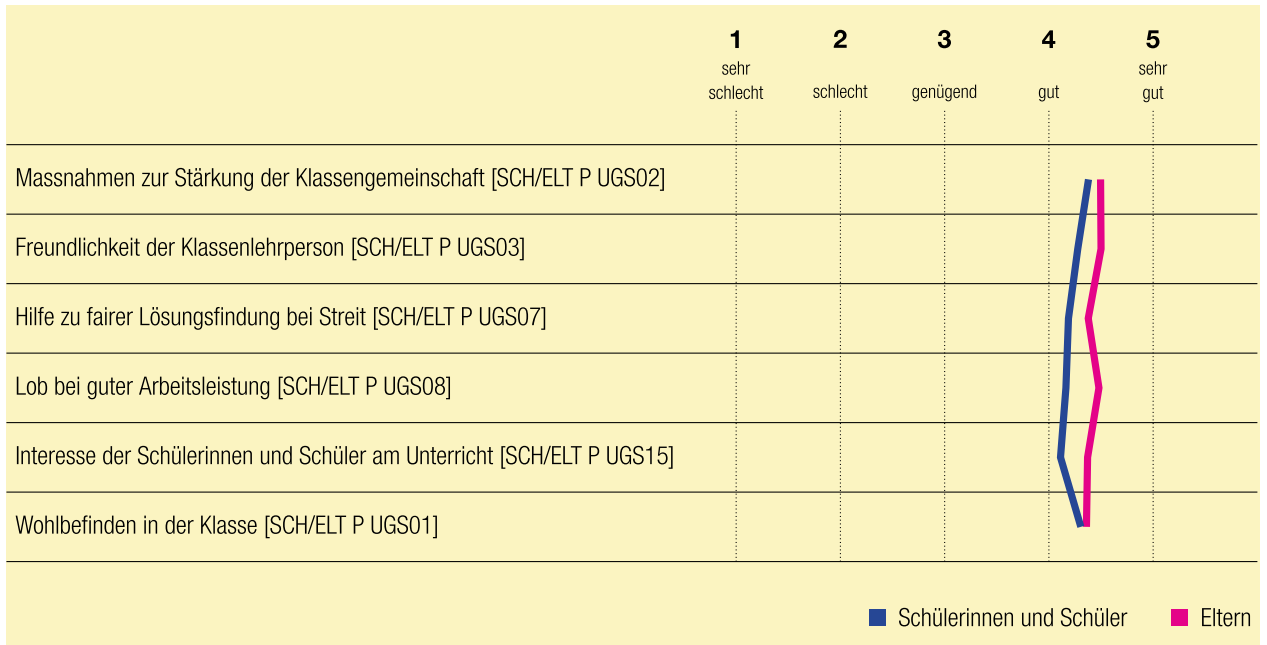 1 2 3 4 5
sehr schlecht schlecht genügend gut sehr gut
Massnahmen zur Stärkung der Klassengemeinschaft [SCH/ELT P UGS02]
Freundlichkeit der Klassenlehrperson [SCH/ELT P UGS03]
Hilfe zu fairer Lösungsfindung bei Streit [SCH/ELT P UGS07]
Lob bei guter Arbeitsleistung [SCH/ELT P UGS08]
Interesse der Schülerinnen und Schüler am Unterricht [SCH/ELT P UGS15]
Wohlbefinden in der Klasse [SCH/ELT P UGS01]
Schülerinnen und Schüler Eltern